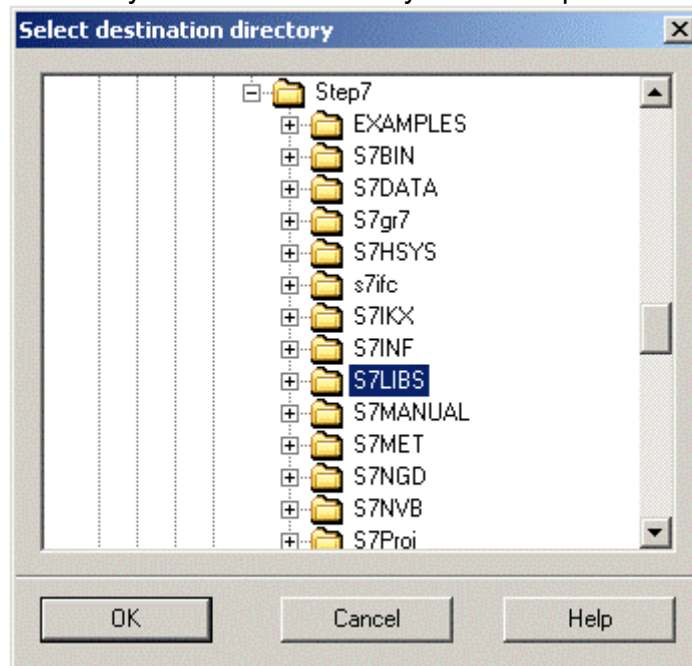 Select destination directory
Step7
EXAMPLES
S7BIN
S7DATA
S7gr7
S7HSYS
s7ifc
S7IKX
S7INF
S7LIBS
S7MANUAL
S7MET
S7NGD
S7NVB
S7Proj
OK Cancel Help